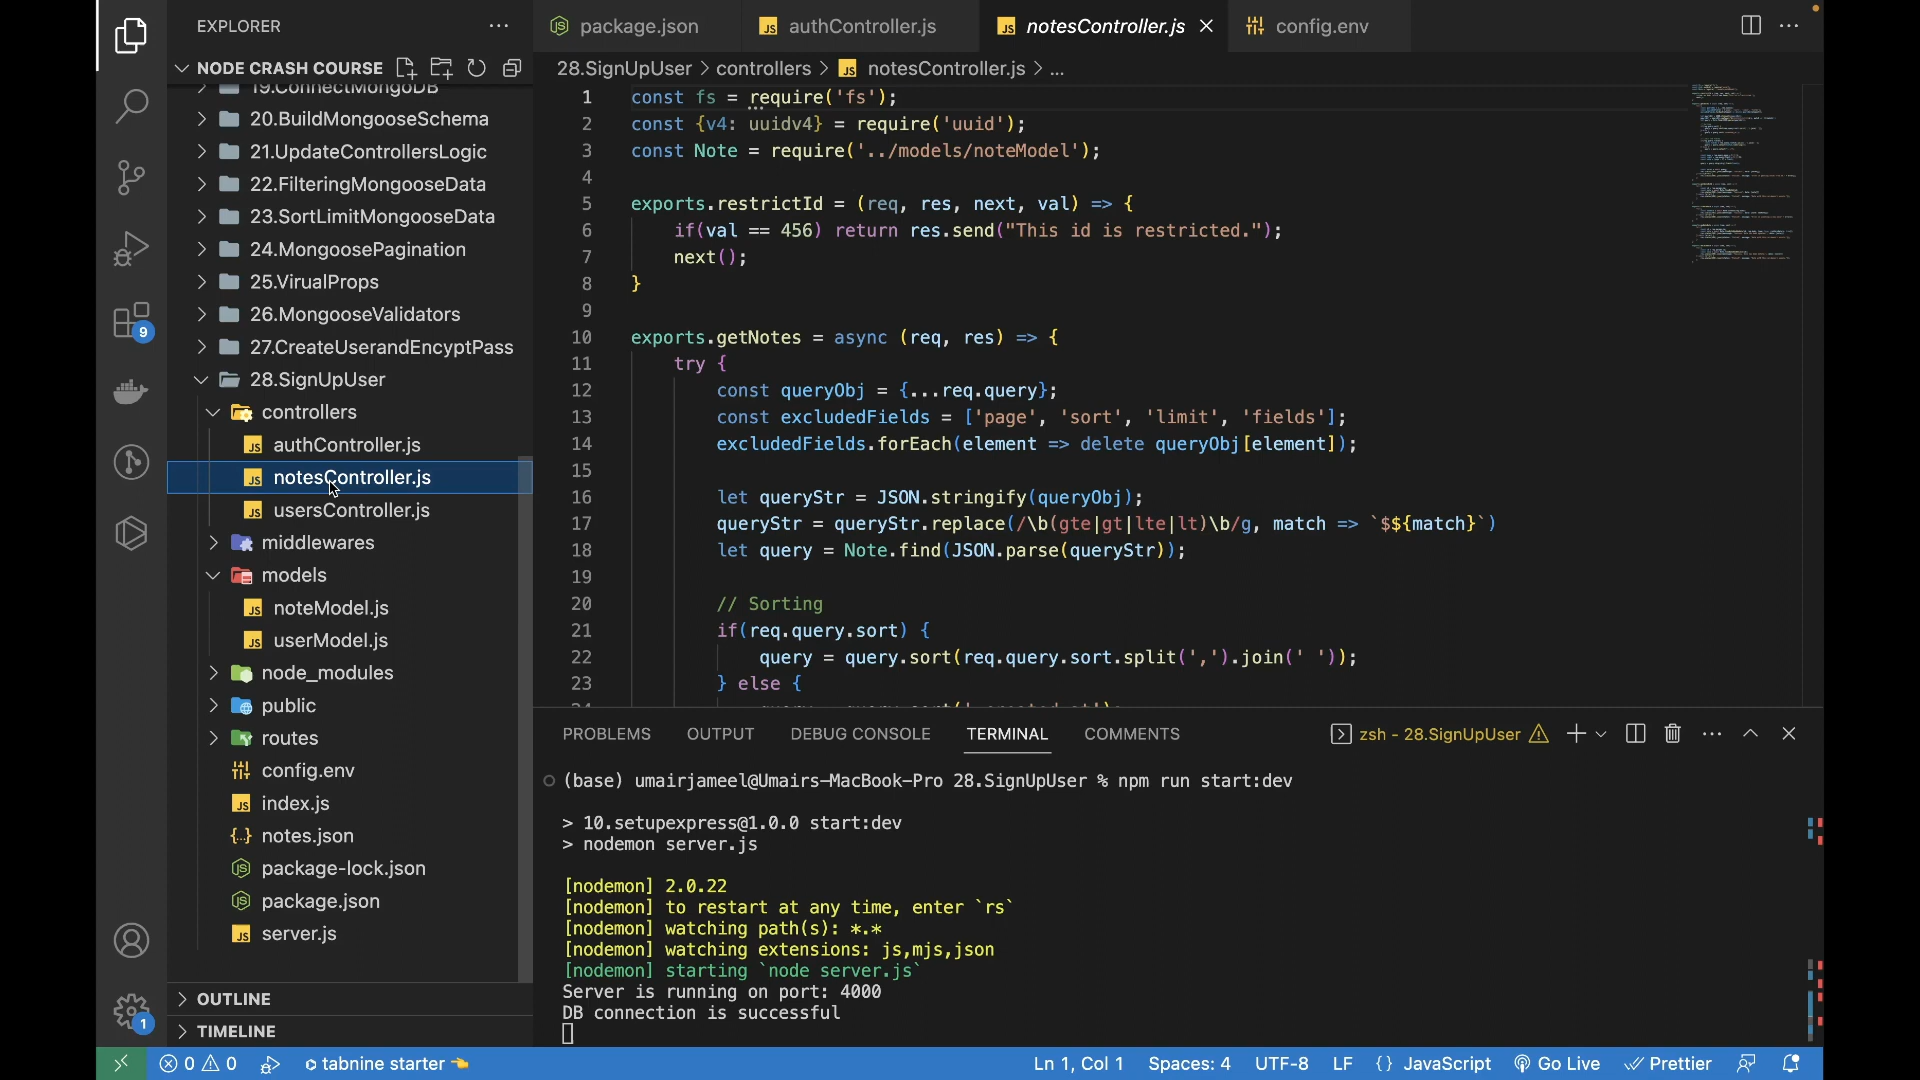 EXPLORER
NODE CRASH COURSE
19.ConnectMongoDB
20.BuildMongooseSchema
21.UpdateControllersLogic
22.FilteringMongooseData
23.SortLimitMongooseData
24.MongoosePagination
25.VirualProps
26.MongooseValidators
27.CreateUserandEncyptPass
28.SignUpUser
controllers
authController.js
notesController.js
usersController.js
middlewares
models
noteModel.js
userModel.js
node_modules
public
routes
config.env
index.js
notes.json
package-lock.json
package.json
server.js
OUTLINE
TIMELINE
9
1
package.json
authController.js
notesController.js
config.env
28.SignUpUser > controllers > notesController.js > ...
1 const fs = require('fs');
2 const {v4: uuidv4} = require('uuid');
3 const Note = require('../models/noteModel');
4
5 exports.restrictId = (req, res, next, val) => {
6 if(val == 456) return res.send("This id is restricted.");
7 next();
8 }
9
10 exports.getNotes = async (req, res) => {
11 try {
12 const queryObj = {...req.query};
13 const excludedFields = ['page', 'sort', 'limit', 'fields'];
14 excludedFields.forEach(element => delete queryObj[element]);
15
16 let queryStr = JSON.stringify(queryObj);
17 queryStr = queryStr.replace(/\b(gte|gt|lte|lt)\b/g, match => `$${match}`)
18 let query = Note.find(JSON.parse(queryStr));
19
20 // Sorting
21 if(req.query.sort) {
22 query = query.sort(req.query.sort.split(',').join(' '));
23 } else {
PROBLEMS
OUTPUT
DEBUG CONSOLE
TERMINAL
COMMENTS
zsh - 28.SignUpUser
(base) umairjameel@Umairs-MacBook-Pro 28.SignUpUser % npm run start:dev
> 10.setupexpress@1.0.0 start:dev
> nodemon server.js
[nodemon] 2.0.22
[nodemon] to restart at any time, enter `rs`
[nodemon] watching path(s): *.*
[nodemon] watching extensions: js,mjs,json
[nodemon] starting `node server.js`
Server is running on port: 4000
DB connection is successful
0 0
tabnine starter
Ln 1, Col 1
Spaces: 4
UTF-8
LF
{} JavaScript
Go Live
Prettier